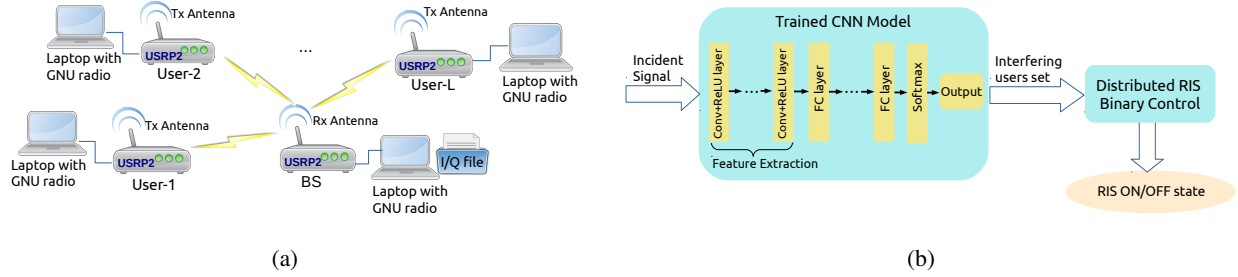 Tx Antenna
USRP2
User-2
Laptop with
GNU radio
...
Tx Antenna
USRP2
User-L
Laptop with
GNU radio
Tx Antenna
USRP2
User-1
Laptop with
GNU radio
Rx Antenna
USRP2
BS
I/Q file
Laptop with
GNU radio
(a)
Trained CNN Model
Incident
Signal
Conv+ReLU layer
...
Conv+ReLU layer
FC layer
...
FC layer
Softmax
Output
Feature Extraction
Interfering
users set
Distributed RIS
Binary Control
RIS ON/OFF state
(b)